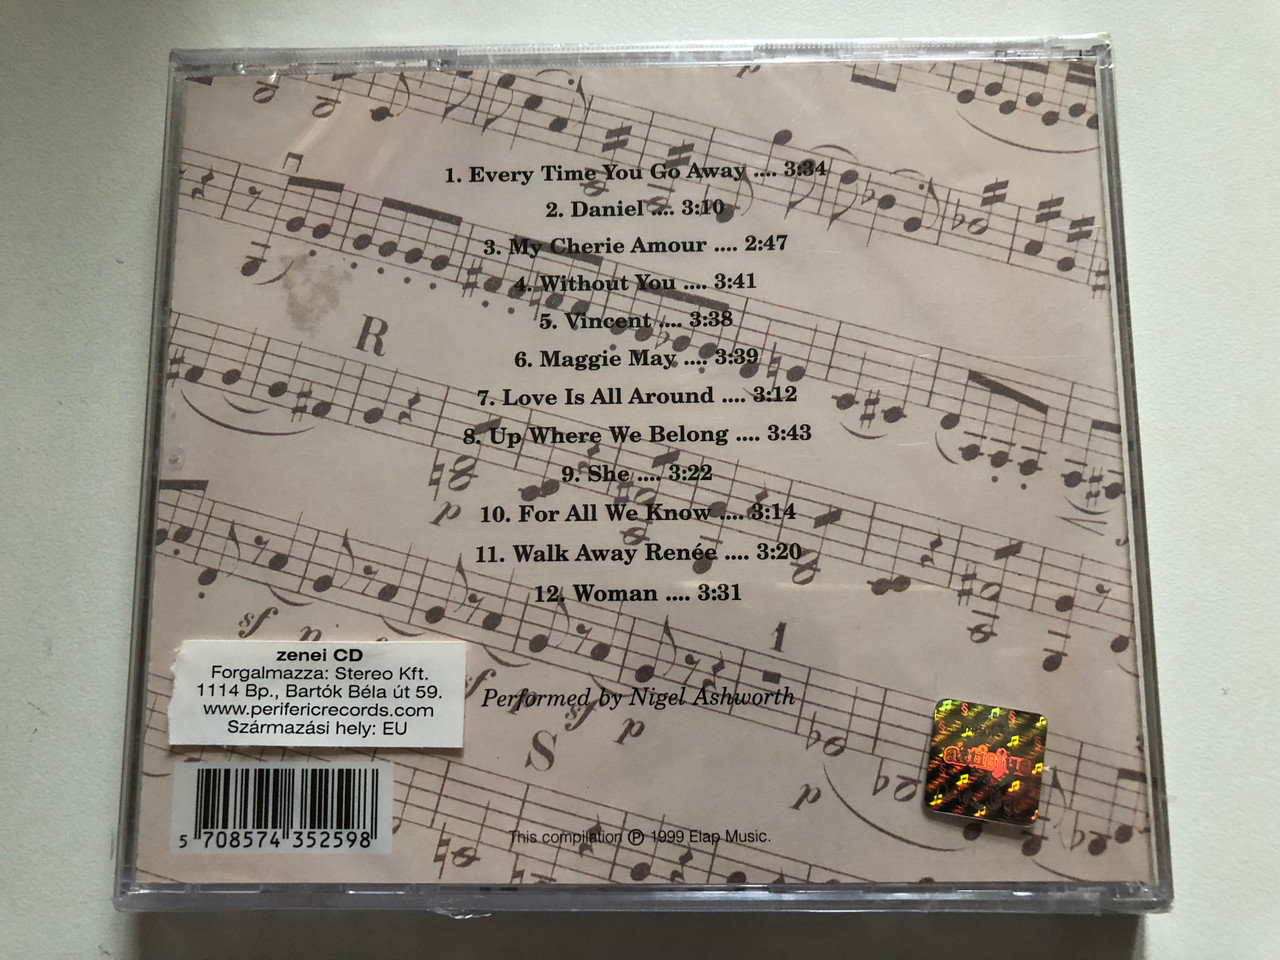 1. Every Time You Go Away .... 3:34
2. Daniel .... 3:10
3. My Cherie Amour .... 2:47
4. Without You .... 3:41
5. Vincent .... 3:38
6. Maggie May .... 3:39
7. Love Is All Around .... 3:12
8. Up Where We Belong .... 3:43
9. She .... 3:22
10. For All We Know .... 3:14
11. Walk Away Renée .... 3:20
12. Woman .... 3:31
R
sf p sf
1
Performed by Nigel Ashworth
sf p
S
p
zenei CD
Forgalmazza: Stereo Kft.
1114 Bp., Bartók Béla út 59.
www.perifericrecords.com
Származási hely: EU
5 708574 352598
This compilation ℗ 1999 Elap Music.